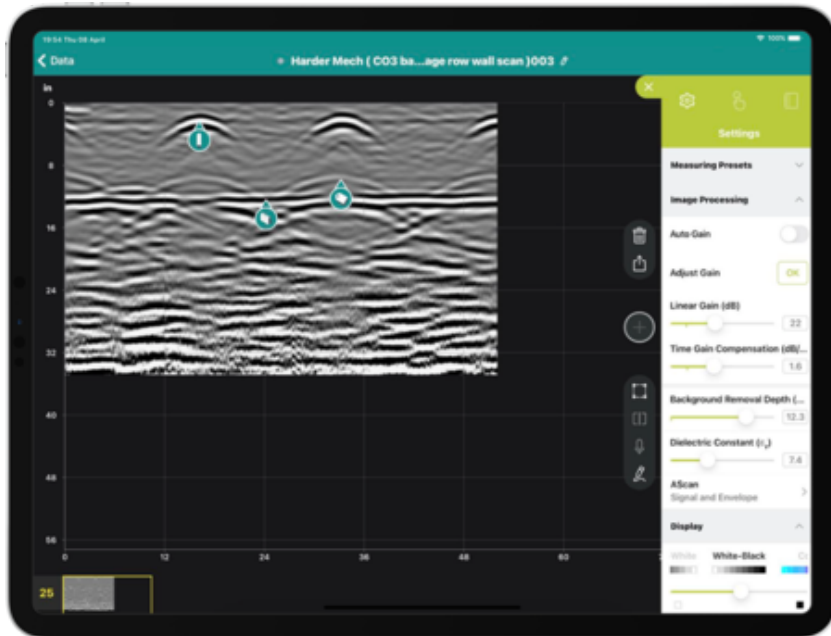 19:54 Thu 08 April
100%
Data
Harder Mech ( CO3 ba...age row wall scan )003
in
0
8
16
24
32
40
48
56
0
12
24
36
48
60
25
Settings
Measuring Presets
Image Processing
Auto Gain
Adjust Gain
OK
Linear Gain (dB)
22
Time Gain Compensation (dB/...
1.6
Background Removal Depth (...
12.3
Dielectric Constant (εr)
7.4
AScan
Signal and Envelope
Display
White
White-Black